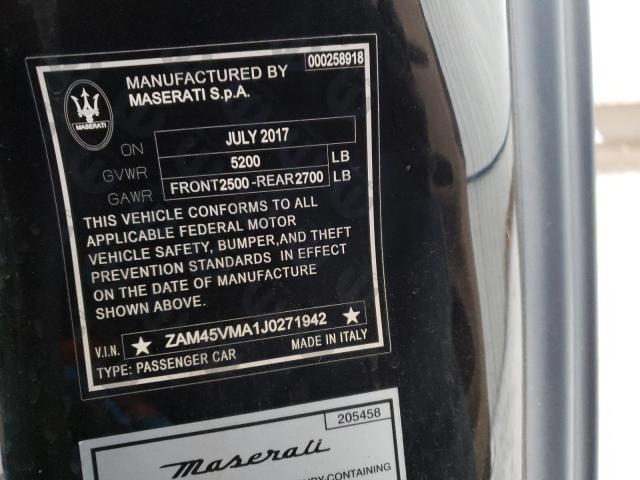 000258918
MANUFACTURED BY
MASERATI S.p.A.
MASERATI
ON JULY 2017
GVWR 5200 LB
GAWR FRONT2500-REAR2700 LB
THIS VEHICLE CONFORMS TO ALL
APPLICABLE FEDERAL MOTOR
VEHICLE SAFETY, BUMPER,AND THEFT
PREVENTION STANDARDS IN EFFECT
ON THE DATE OF MANUFACTURE
SHOWN ABOVE.
V.I.N. ★ ZAM45VMA1J0271942 ★
TYPE: PASSENGER CAR MADE IN ITALY
205458
Maserati
CONTAINING